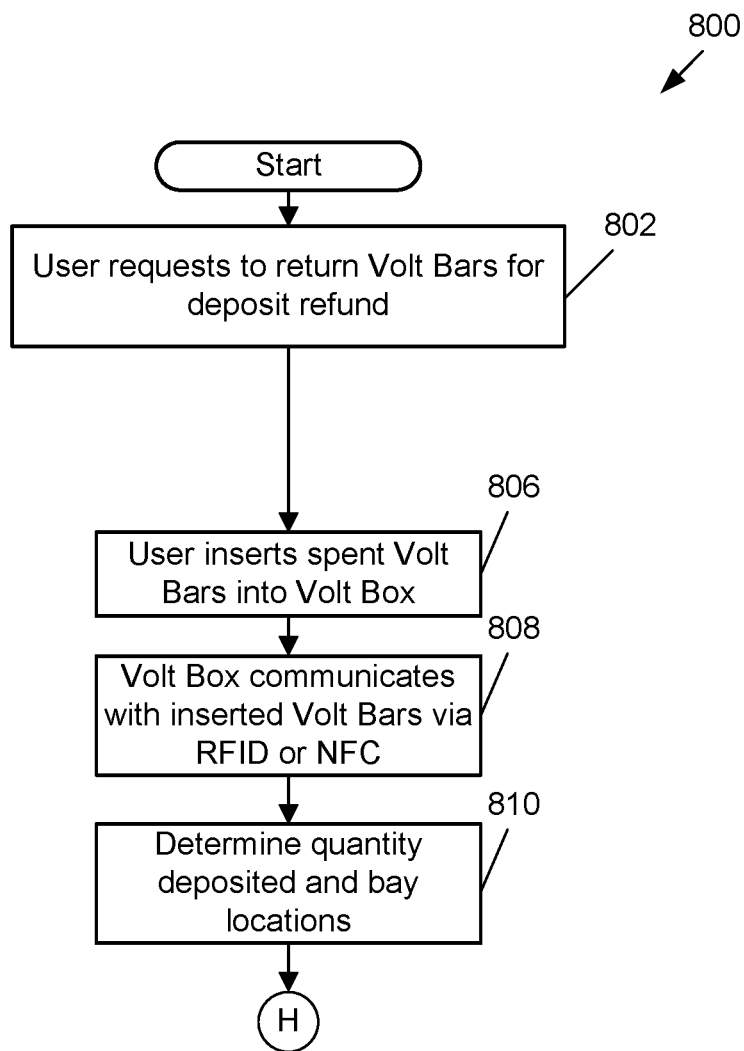 800
Start
802
User requests to return Volt Bars for
deposit refund
806
User inserts spent Volt
Bars into Volt Box
808
Volt Box communicates
with inserted Volt Bars via
RFID or NFC
810
Determine quantity
deposited and bay
locations
H